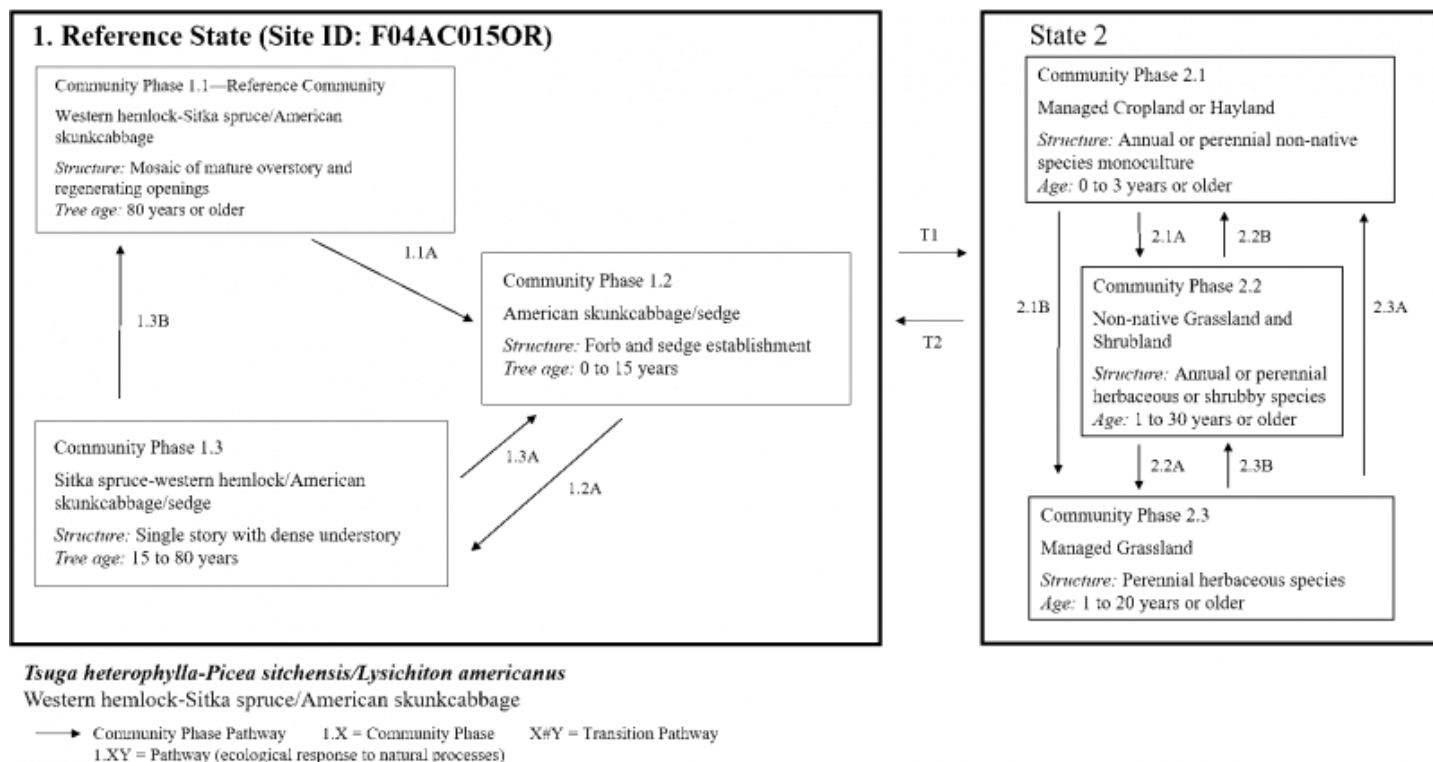 1. Reference State (Site ID: F04AC015OR)
Community Phase 1.1—Reference Community
Western hemlock-Sitka spruce/American
skunkcabbage
Structure: Mosaic of mature overstory and
regenerating openings
Tree age: 80 years or older
1.1A
1.3B
Community Phase 1.2
American skunkcabbage/sedge
Structure: Forb and sedge establishment
Tree age: 0 to 15 years
1.3A
1.2A
Community Phase 1.3
Sitka spruce-western hemlock/American
skunkcabbage/sedge
Structure: Single story with dense understory
Tree age: 15 to 80 years
T1
T2
State 2
Community Phase 2.1
Managed Cropland or Hayland
Structure: Annual or perennial non-native
species monoculture
Age: 0 to 3 years or older
2.1A
2.2B
2.1B
2.3A
Community Phase 2.2
Non-native Grassland and
Shrubland
Structure: Annual or perennial
herbaceous or shrubby species
Age: 1 to 30 years or older
2.2A
2.3B
Community Phase 2.3
Managed Grassland
Structure: Perennial herbaceous species
Age: 1 to 20 years or older
Tsuga heterophylla-Picea sitchensis/Lysichiton americanus
Western hemlock-Sitka spruce/American skunkcabbage
Community Phase Pathway 1.X = Community Phase X#Y = Transition Pathway
1.XY = Pathway (ecological response to natural processes)